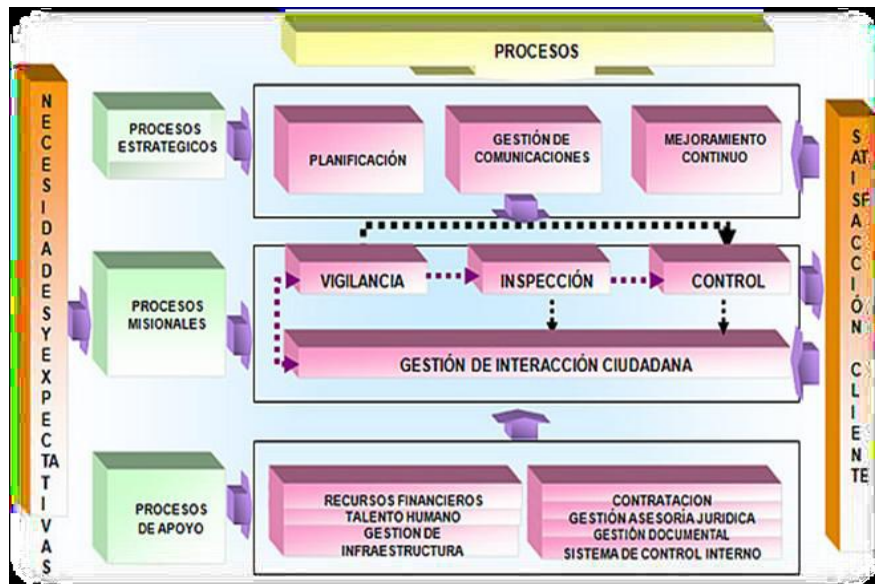 PROCESOS
NECESIDADES Y EXPECTATIVAS
PROCESOS
ESTRATEGICOS
PLANIFICACIÓN
GESTIÓN DE
COMUNICACIONES
MEJORAMIENTO
CONTINUO
SATISFACCIÓN CLIENTE
PROCESOS
MISIONALES
VIGILANCIA
INSPECCIÓN
CONTROL
GESTIÓN DE INTERACCIÓN CIUDADANA
PROCESOS
DE APOYO
RECURSOS FINANCIEROS
TALENTO HUMANO
GESTION DE
INFRAESTRUCTURA
CONTRATACION
GESTIÓN ASESORÍA JURIDICA
GESTIÓN DOCUMENTAL
SISTEMA DE CONTROL INTERNO